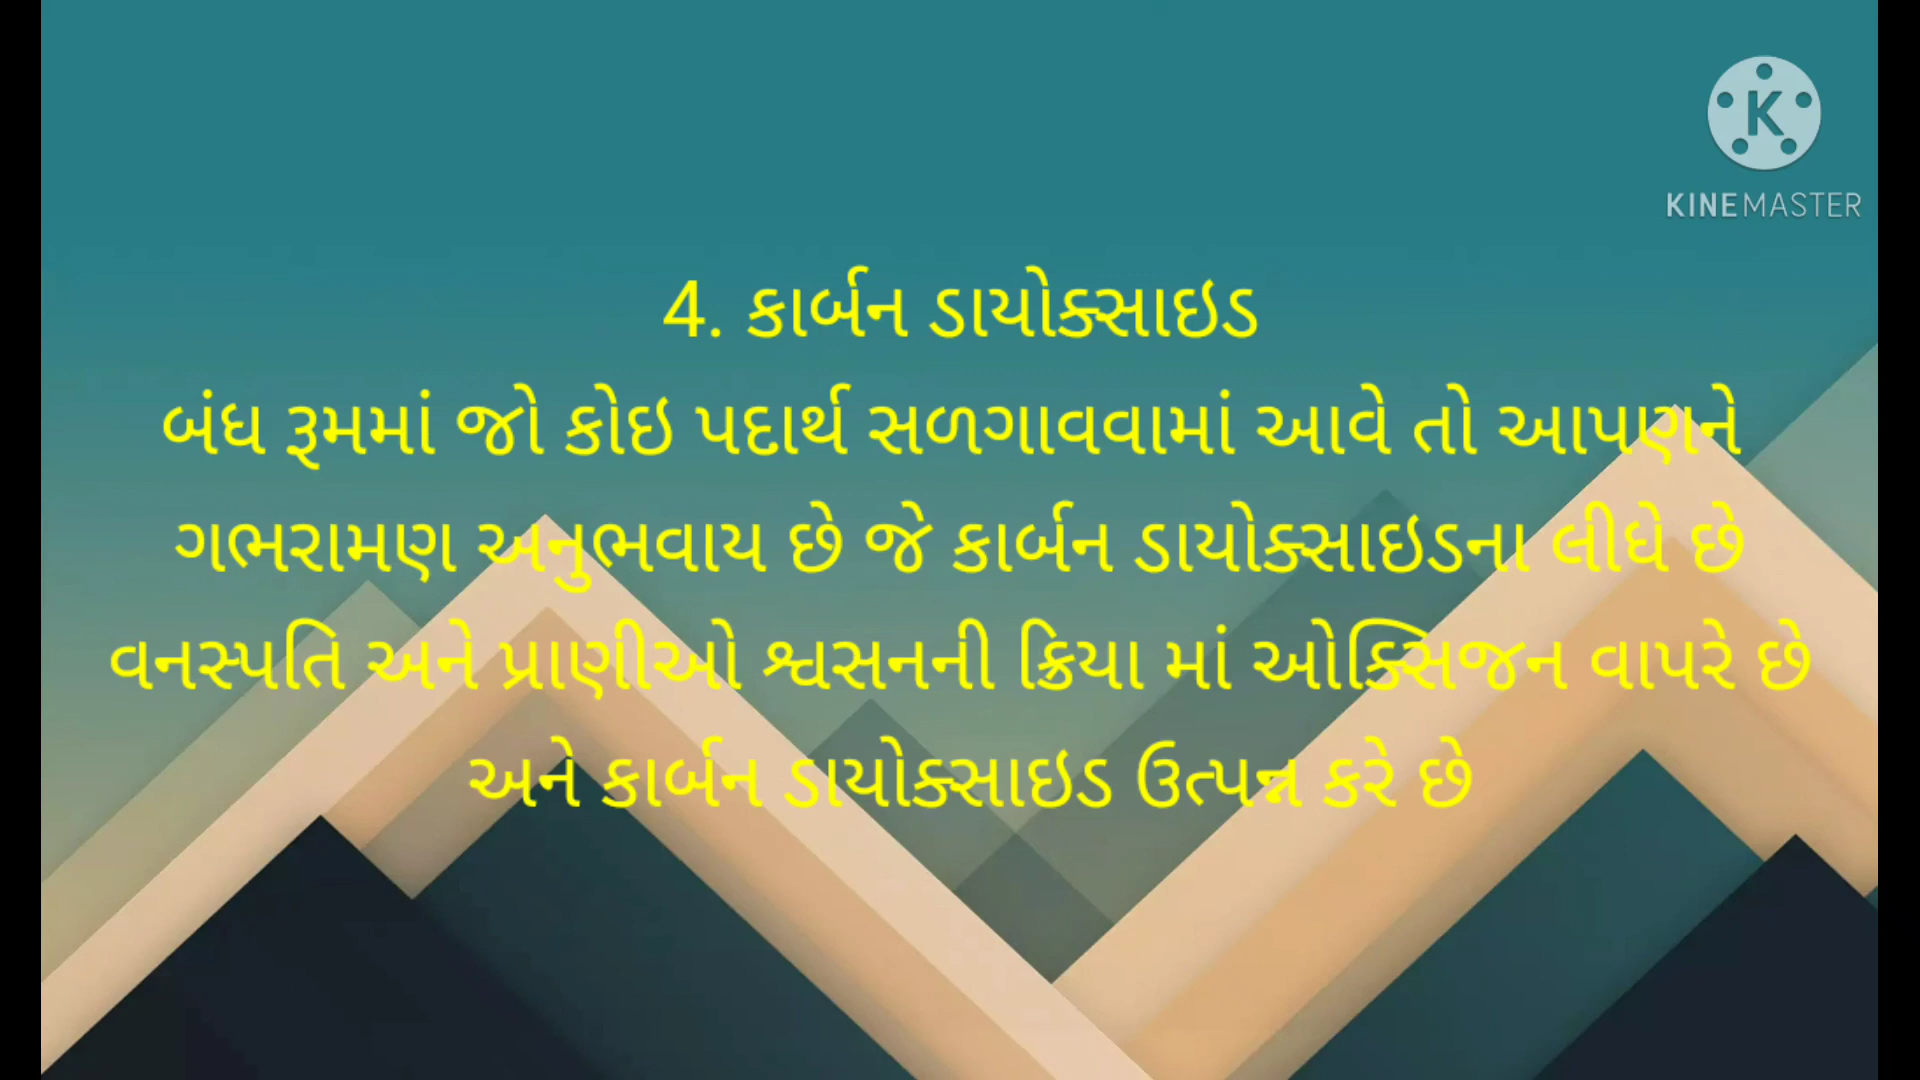 K
KINEMASTER
4. કાર્બન ડાયોક્સાઇડ
બંધ રૂમમાં જો કોઇ પદાર્થ સળગાવવામાં આવે તો આપણને
ગભરામણ અનુભવાય છે જે કાર્બન ડાયોક્સાઇડના લીધે છે
વનસ્પતિ અને પ્રાણીઓ શ્વસનની ક્રિયા માં ઓક્સિજન વાપરે છે
અને કાર્બન ડાયોક્સાઇડ ઉત્પન્ન કરે છે